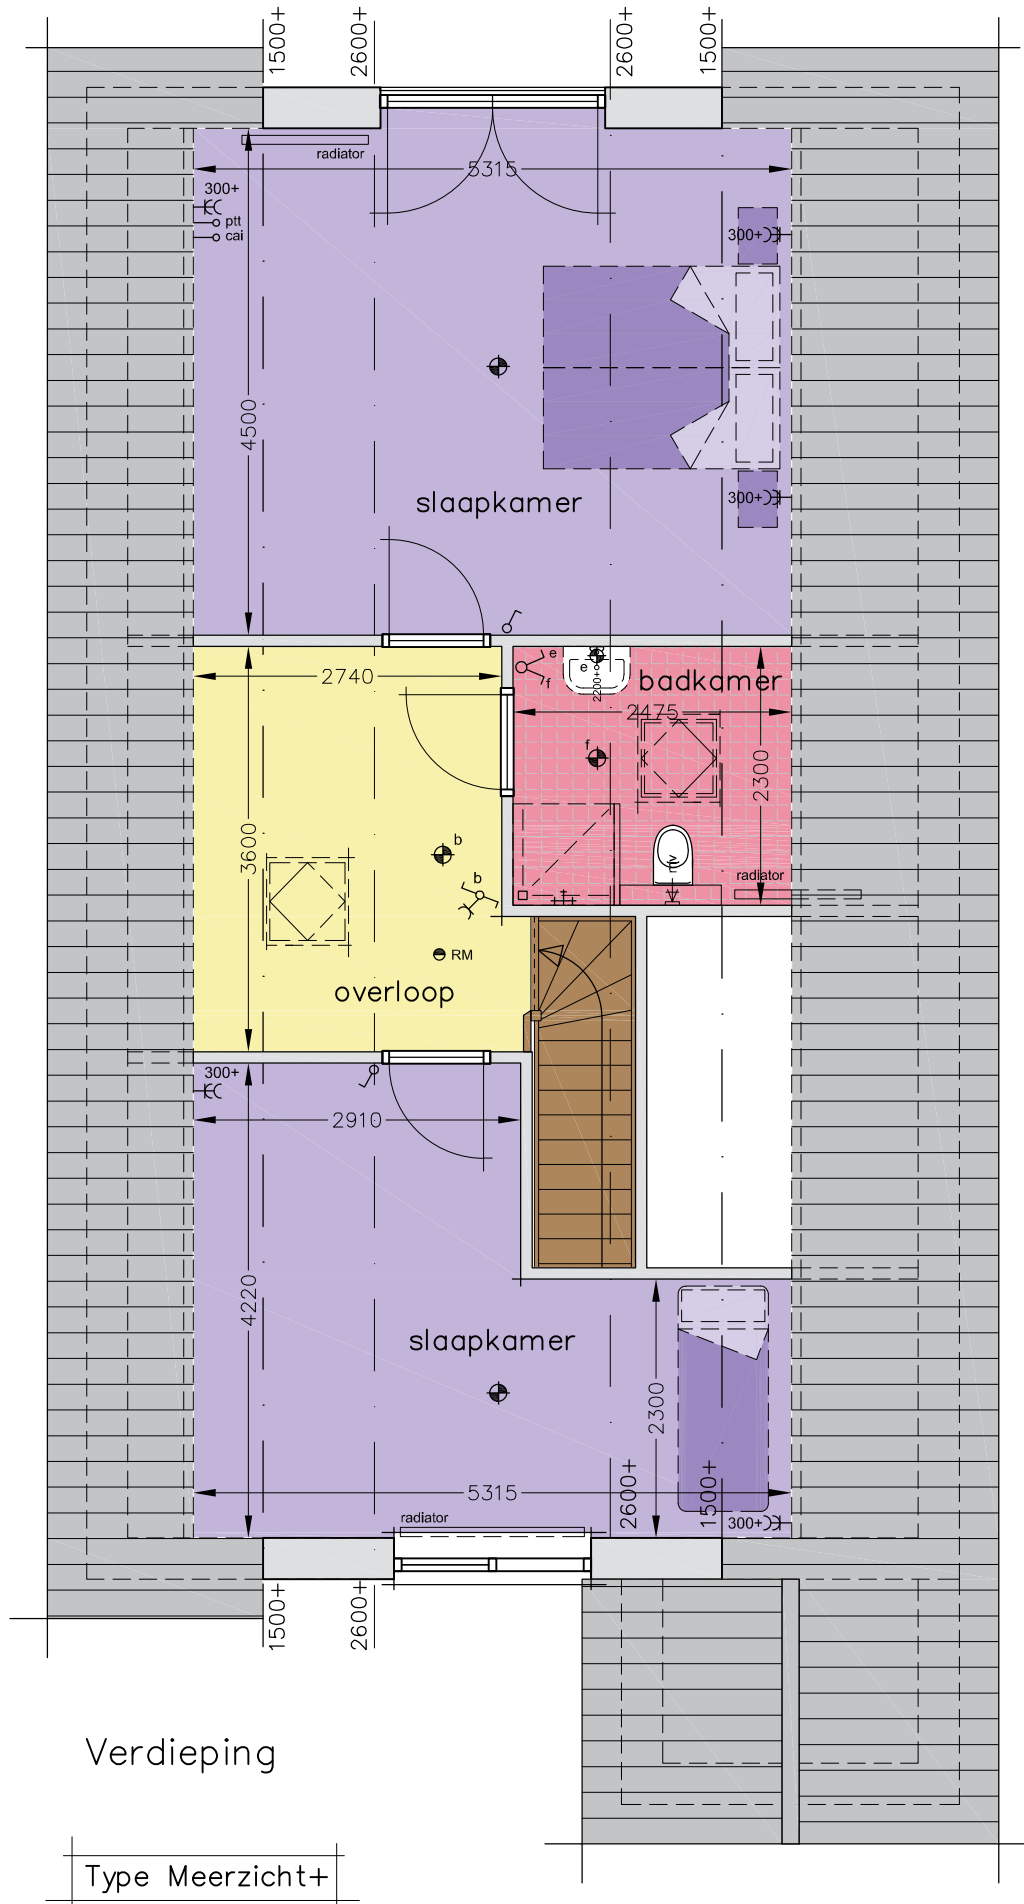 1500+
2600+
2600+
1500+
radiator
5315
300+
ptt
cai
300+
4500
300+
slaapkamer
e
e
f
2200+
badkamer
2740
2475
f
2300
3600
b
b
mv
radiator
RM
overloop
300+
2910
4220
slaapkamer
2300
2600+
1500+
5315
300+
radiator
1500+
2600+
Verdieping
Type Meerzicht+